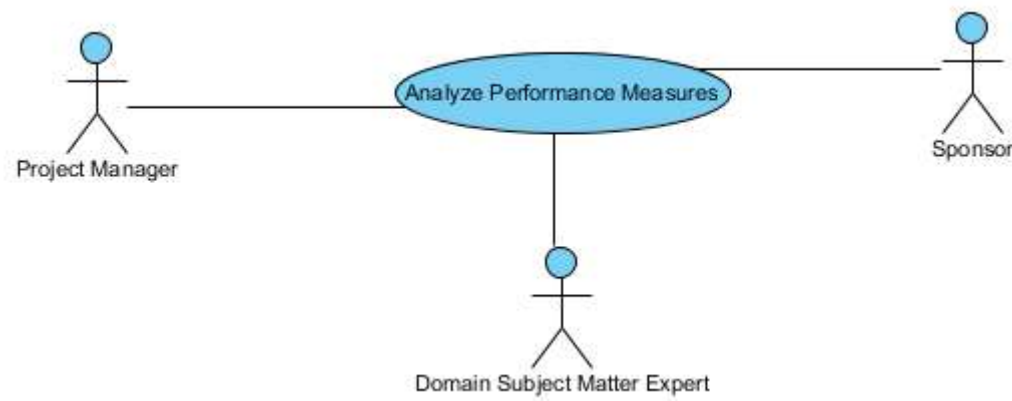 Analyze Performance Measures
Sponsor
Project Manager
Domain Subject Matter Expert